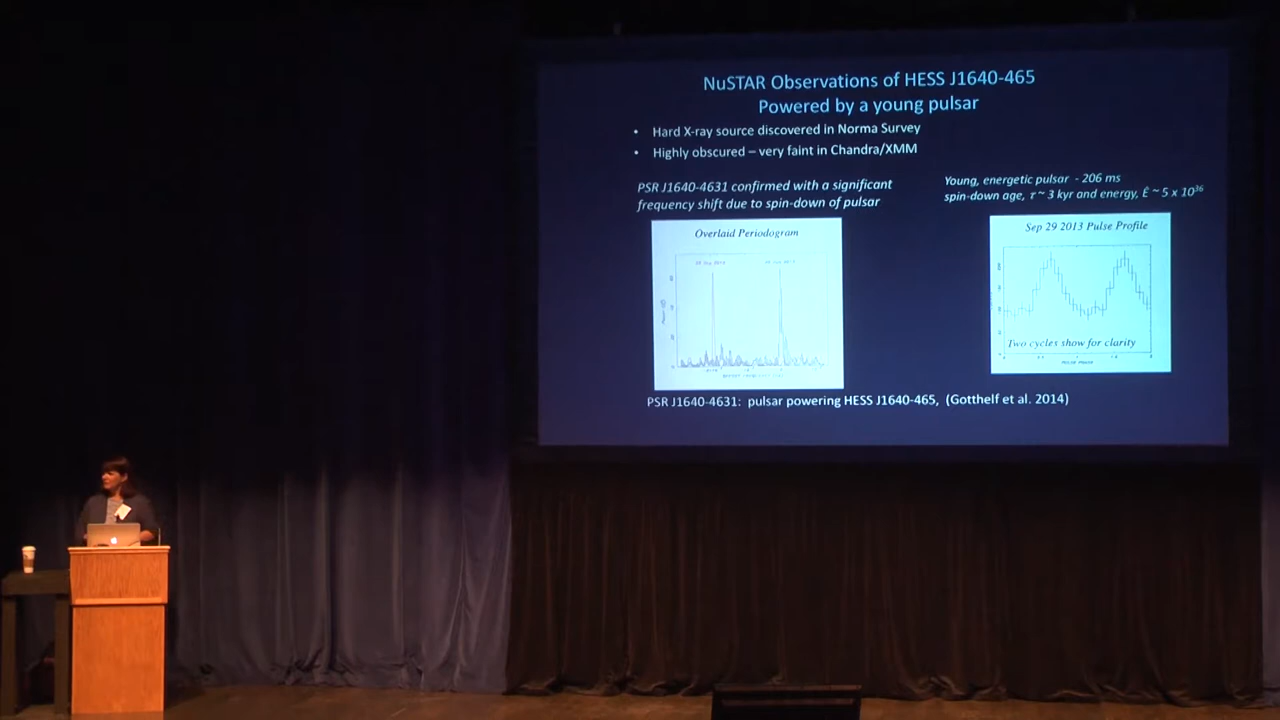 NuSTAR Observations of HESS J1640-465
Powered by a young pulsar
• Hard X-ray source discovered in Norma Survey
• Highly obscured – very faint in Chandra/XMM
PSR J1640-4631 confirmed with a significant
frequency shift due to spin-down of pulsar
Overlaid Periodogram
Young, energetic pulsar - 206 ms
spin-down age, τ ~ 3 kyr and energy, Ė ~ 5 x 10³⁶
Sep 29 2013 Pulse Profile
Two cycles show for clarity
PULSE PHASE
PSR J1640-4631: pulsar powering HESS J1640-465, (Gotthelf et al. 2014)